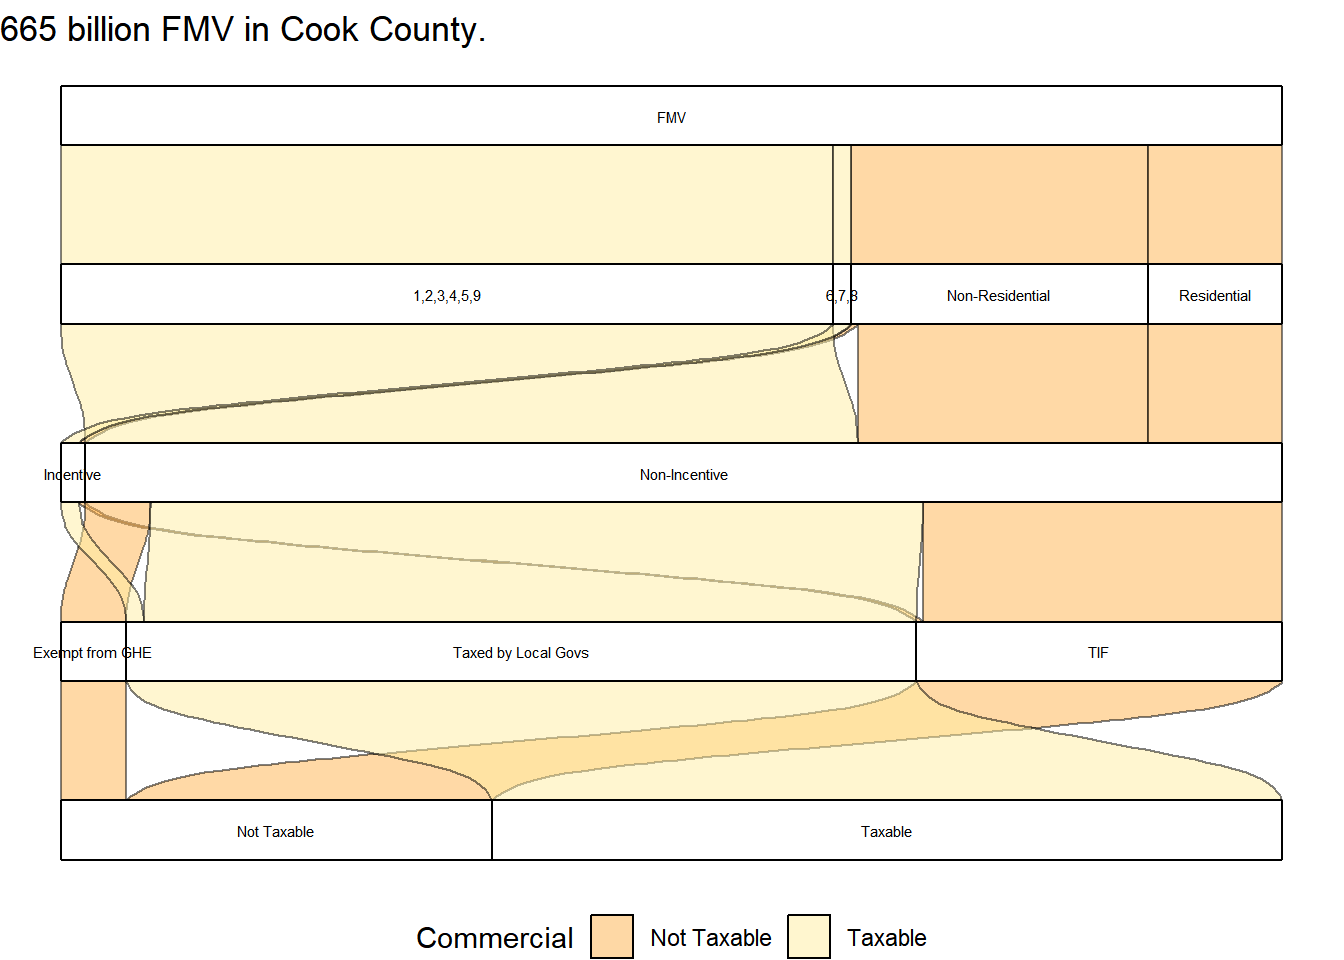 665 billion FMV in Cook County.
FMV
1,2,3,4,5,9
6,7,8
Non-Residential
Residential
Incentive
Non-Incentive
Exempt from GHE
Taxed by Local Govs
TIF
Not Taxable
Taxable
Commercial
Not Taxable
Taxable